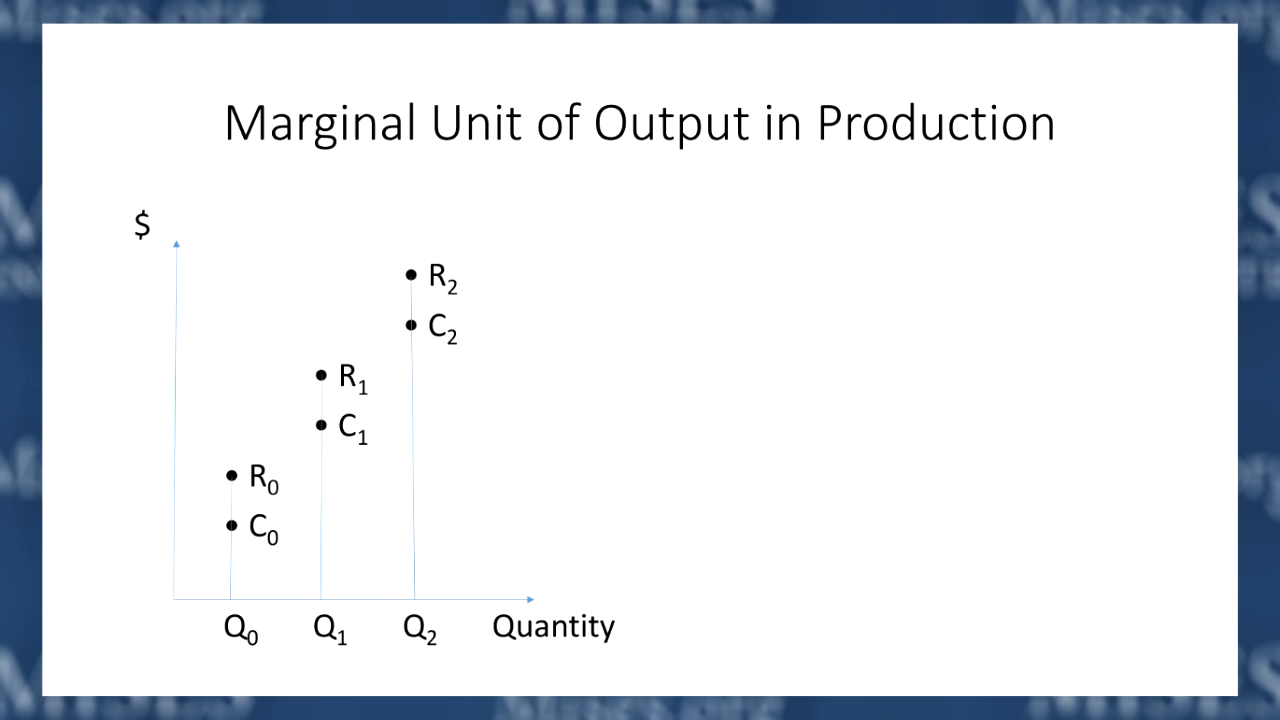 Marginal Unit of Output in Production
$
R₂
C₂
R₁
C₁
R₀
C₀
Q₀ Q₁ Q₂ Quantity